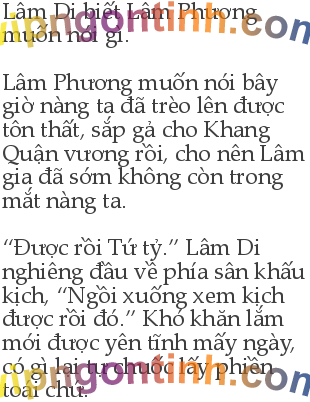 Lâm Di biết Lâm Phương
muốn nói gì.
vipngontinh.com
Lâm Phương muốn nói bây
giờ nàng ta đã trèo lên được
tôn thất, sắp gả cho Khang
Quận vương rồi, cho nên Lâm
gia đã sớm không còn trong
mắt nàng ta.
“Được rồi Tứ tỷ.” Lâm Di
nghiêng đầu về phía sân khấu
kịch, “Ngồi xuống xem kịch
được rồi đó.” Khó khăn lắm
mới được yên tĩnh mấy ngày,
có gì lại tự chuốc lấy phiền
toái chứ.
vipngontinh.com